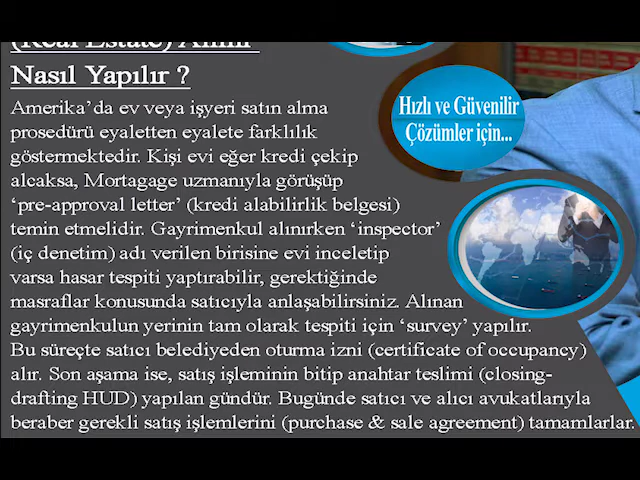 (Real Estate) Alımı
Nasıl Yapılır ?
Amerika’da ev veya işyeri satın alma
prosedürü eyaletten eyalete farklılık
göstermektedir. Kişi evi eğer kredi çekip
alcaksa, Mortagage uzmanıyla görüşüp
‘pre-approval letter’ (kredi alabilirlik belgesi)
temin etmelidir. Gayrimenkul alınırken ‘inspector’
(iç denetim) adı verilen birisine evi inceletip
varsa hasar tespiti yaptırabilir, gerektiğinde
masraflar konusunda satıcıyla anlaşabilirsiniz. Alınan
gayrimenkulun yerinin tam olarak tespiti için ‘survey’ yapılır.
Bu süreçte satıcı belediyeden oturma izni (certificate of occupancy)
alır. Son aşama ise, satış işleminin bitip anahtar teslimi (closing-
drafting HUD) yapılan gündür. Bugünde satıcı ve alıcı avukatlarıyla
beraber gerekli satış işlemlerini (purchase & sale agreement) tamamlarlar.
Hızlı ve Güvenilir
Çözümler için...